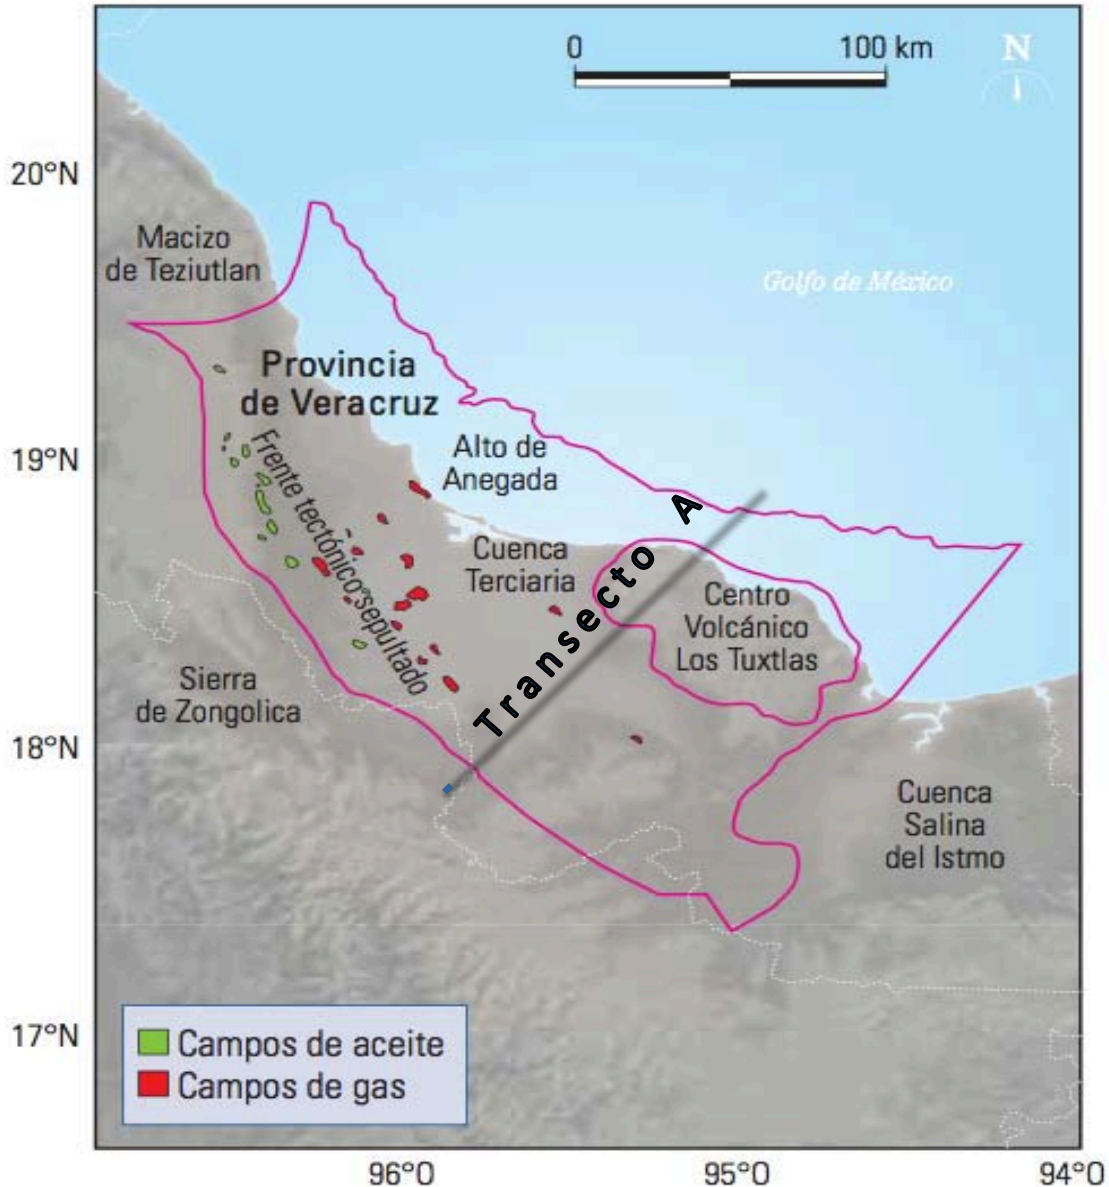 0 100 km
N
20°N
Macizo
de Teziutlan
Golfo de México
Provincia
de Veracruz
19°N
Alto de
Anegada
Frente tectónico sepultado
Cuenca
Terciaria
Transecto A
Centro
Volcánico
Los Tuxtlas
Sierra
de Zongolica
18°N
Cuenca
Salina
del Istmo
17°N
Campos de aceite
Campos de gas
96°O 95°O 94°O